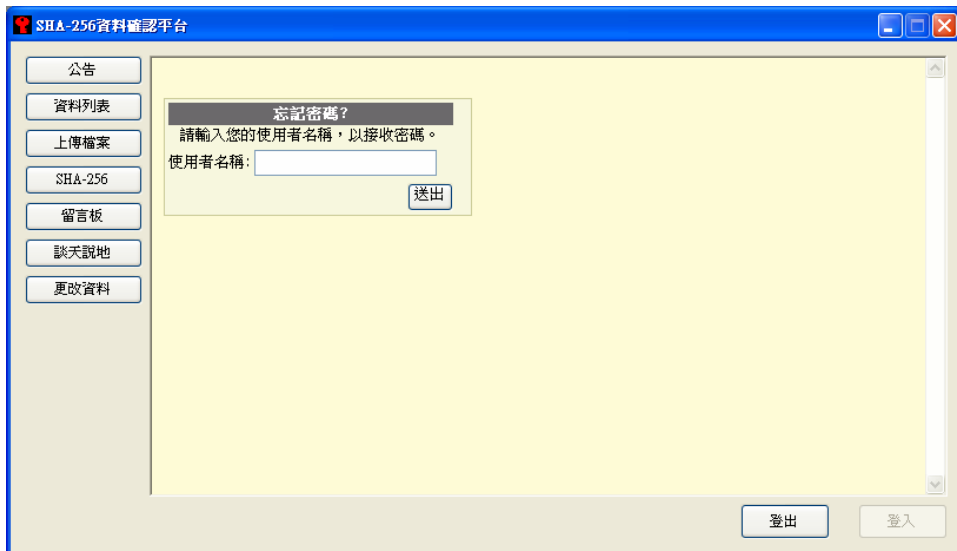 SHA-256資料確認平台
公告
資料列表
上傳檔案
SHA-256
留言板
談天說地
更改資料
忘記密碼?
請輸入您的使用者名稱，以接收密碼。
使用者名稱:
送出
登出
登入